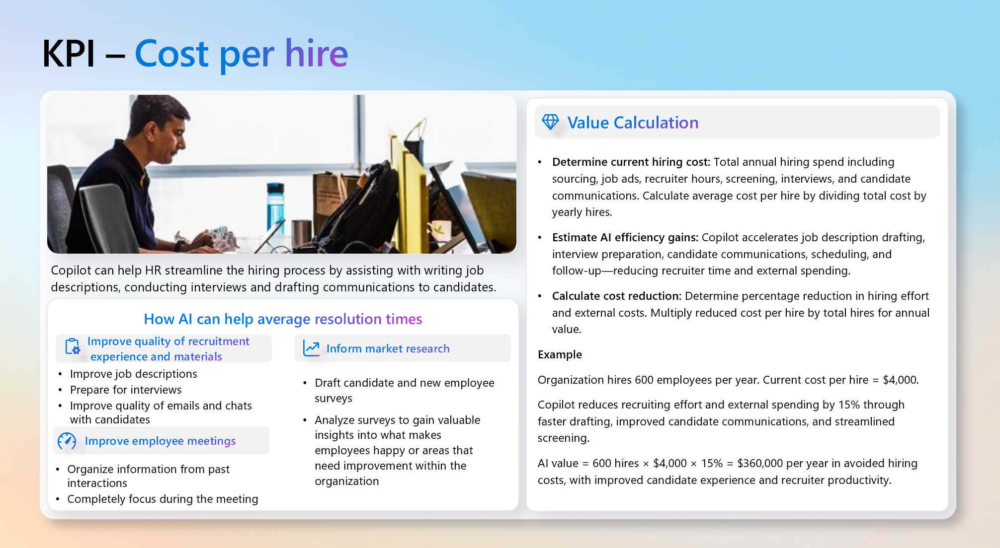 KPI – Cost per hire
Copilot can help HR streamline the hiring process by assisting with writing job
descriptions, conducting interviews and drafting communications to candidates.
How AI can help average resolution times
Improve quality of recruitment
experience and materials
• Improve job descriptions
• Prepare for interviews
• Improve quality of emails and chats
with candidates
Improve employee meetings
• Organize information from past
interactions
• Completely focus during the meeting
Inform market research
• Draft candidate and new employee
surveys
• Analyze surveys to gain valuable
insights into what makes
employees happy or areas that
need improvement within the
organization
Value Calculation
• Determine current hiring cost: Total annual hiring spend including
sourcing, job ads, recruiter hours, screening, interviews, and candidate
communications. Calculate average cost per hire by dividing total cost by
yearly hires.
• Estimate AI efficiency gains: Copilot accelerates job description drafting,
interview preparation, candidate communications, scheduling, and
follow-up—reducing recruiter time and external spending.
• Calculate cost reduction: Determine percentage reduction in hiring effort
and external costs. Multiply reduced cost per hire by total hires for annual
value.
Example
Organization hires 600 employees per year. Current cost per hire = $4,000.
Copilot reduces recruiting effort and external spending by 15% through
faster drafting, improved candidate communications, and streamlined
screening.
AI value = 600 hires × $4,000 × 15% = $360,000 per year in avoided hiring
costs, with improved candidate experience and recruiter productivity.